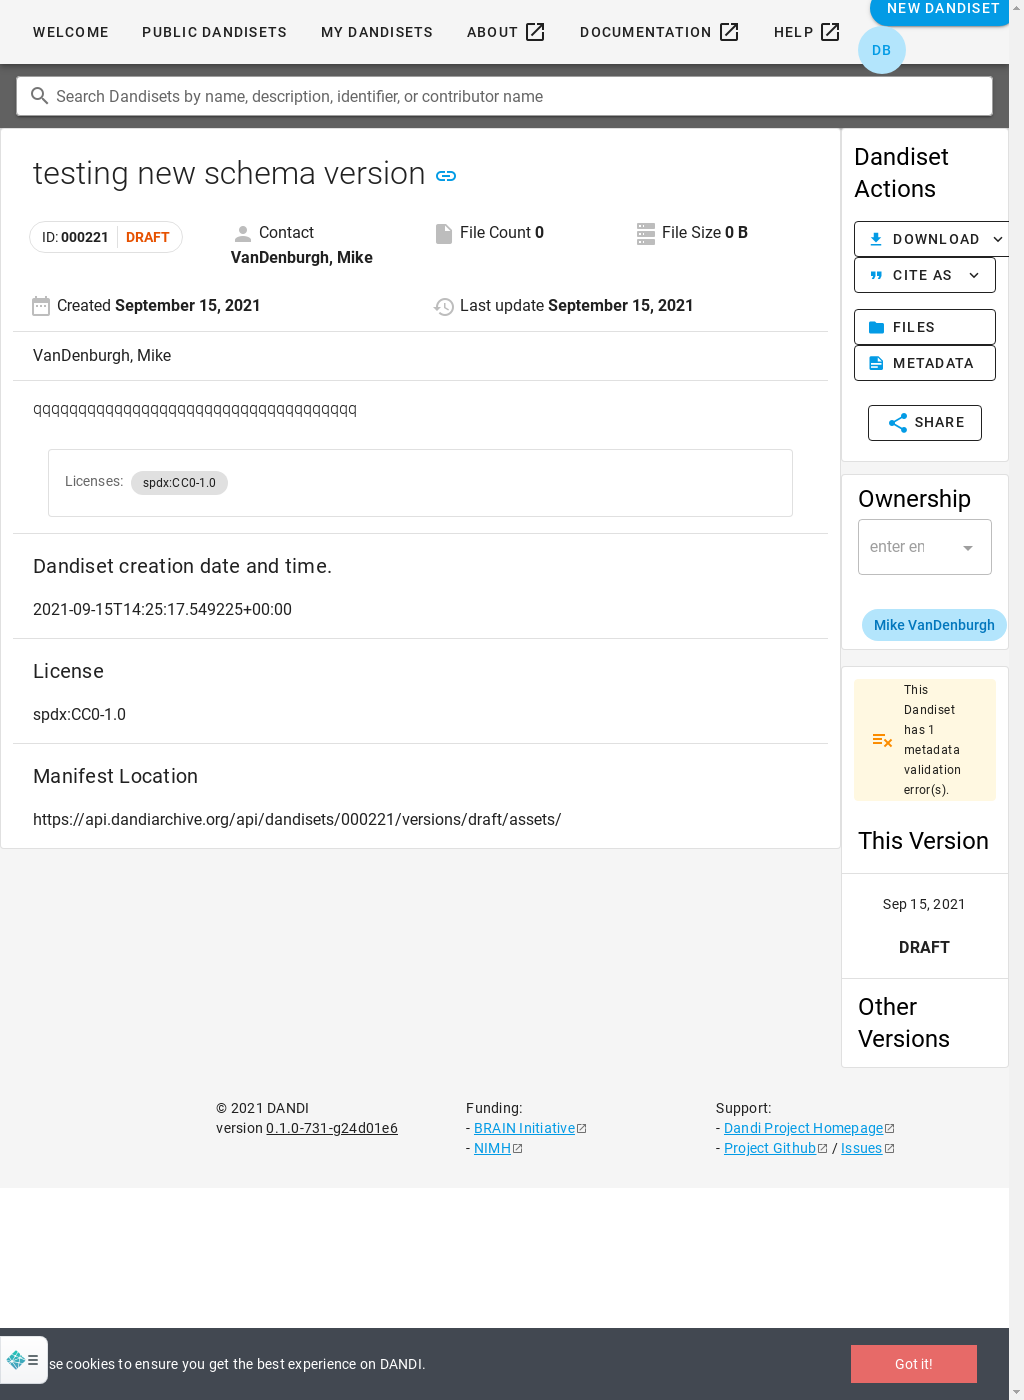 WELCOME PUBLIC DANDISETS MY DANDISETS ABOUT DOCUMENTATION HELP NEW DANDISET
DB
Search Dandisets by name, description, identifier, or contributor name
testing new schema version
ID: 000221 DRAFT
Contact
VanDenburgh, Mike
File Count 0
File Size 0 B
Created September 15, 2021
Last update September 15, 2021
VanDenburgh, Mike
qqqqqqqqqqqqqqqqqqqqqqqqqqqqqqqqqqqq
Licenses: spdx:CC0-1.0
Dandiset creation date and time.
2021-09-15T14:25:17.549225+00:00
License
spdx:CC0-1.0
Manifest Location
https://api.dandiarchive.org/api/dandisets/000221/versions/draft/assets/
Dandiset
Actions
DOWNLOAD
CITE AS
FILES
METADATA
SHARE
Ownership
enter en
Mike VanDenburgh
This
Dandiset
has 1
metadata
validation
error(s).
This Version
Sep 15, 2021
DRAFT
Other
Versions
© 2021 DANDI
version 0.1.0-731-g24d01e6
Funding:
- BRAIN Initiative
- NIMH
Support:
- Dandi Project Homepage
- Project Github / Issues
se cookies to ensure you get the best experience on DANDI.
Got it!